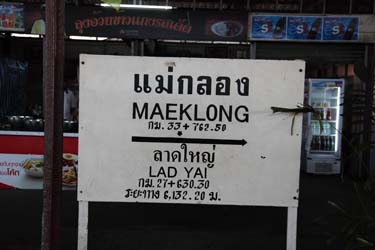 แม่กลอง
MAEKLONG
กม. 33+762.50
ลาดใหญ่
LAD YAI
กม. 27+630.30
ระยะทาง 6,132.20 ม.